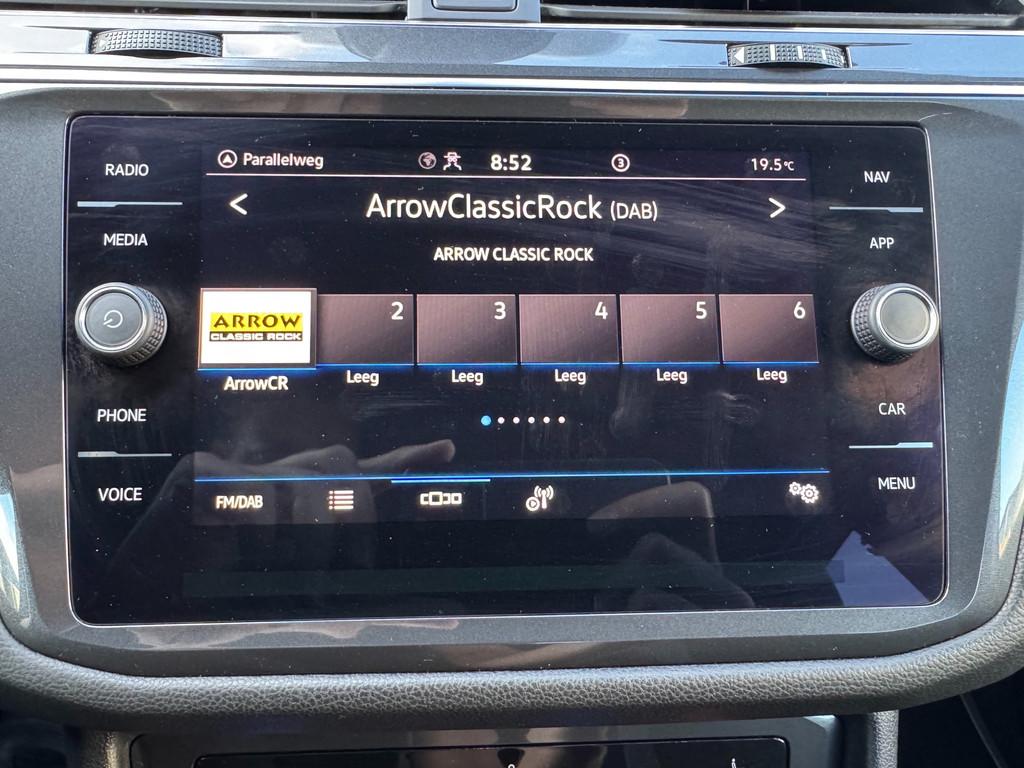 RADIO
MEDIA
PHONE
VOICE
Parallelweg 8:52 3 19.5°C
< ArrowClassicRock (DAB) >
ARROW CLASSIC ROCK
ARROW
CLASSIC ROCK
2 3 4 5 6
ArrowCR Leeg Leeg Leeg Leeg Leeg
FM/DAB
NAV
APP
CAR
MENU